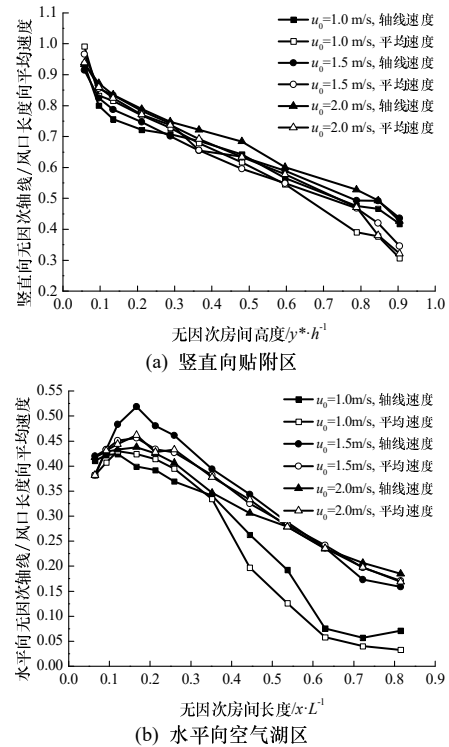 竖直向无因次轴线/风口长度向平均速度
1.1
1.0
0.9
0.8
0.7
0.6
0.5
0.4
0.3
0.2
u₀=1.0 m/s, 轴线速度
u₀=1.0 m/s, 平均速度
u₀=1.5 m/s, 轴线速度
u₀=1.5 m/s, 平均速度
u₀=2.0 m/s, 轴线速度
u₀=2.0 m/s, 平均速度
0.0 0.1 0.2 0.3 0.4 0.5 0.6 0.7 0.8 0.9 1.0
无因次房间高度/y*·h⁻¹
(a) 竖直向贴附区
水平向无因次轴线/风口长度向平均速度
0.55
0.50
0.45
0.40
0.35
0.30
0.25
0.20
0.15
0.10
0.05
0.00
u₀=1.0m/s, 轴线速度
u₀=1.0m/s, 平均速度
u₀=1.5m/s, 轴线速度
u₀=1.5m/s, 平均速度
u₀=2.0m/s, 轴线速度
u₀=2.0m/s, 平均速度
0.0 0.1 0.2 0.3 0.4 0.5 0.6 0.7 0.8 0.9
无因次房间长度/x·L⁻¹
(b) 水平向空气湖区